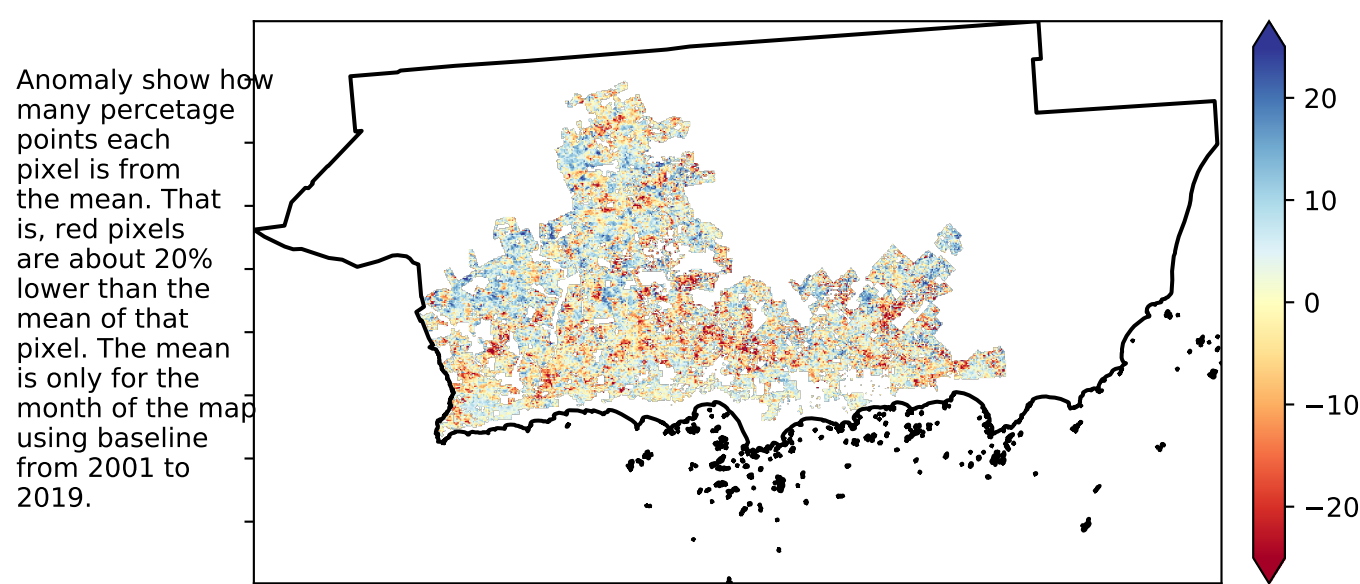 Anomaly show how
many percetage
points each
pixel is from
the mean. That
is, red pixels
are about 20%
lower than the
mean of that
pixel. The mean
is only for the
month of the map
using baseline
from 2001 to
2019.
20
10
0
−10
−20